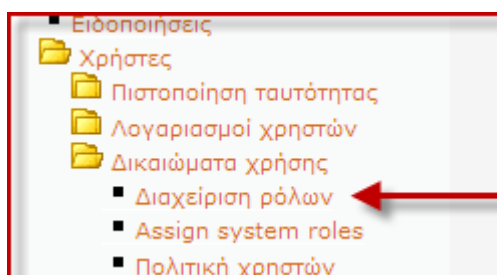 Ειδοποιήσεις
Χρήστες
Πιστοποίηση ταυτότητας
Λογαριασμοί χρηστών
Δικαιώματα χρήσης
Διαχείριση ρόλων
Assign system roles
Πολιτική χρηστών